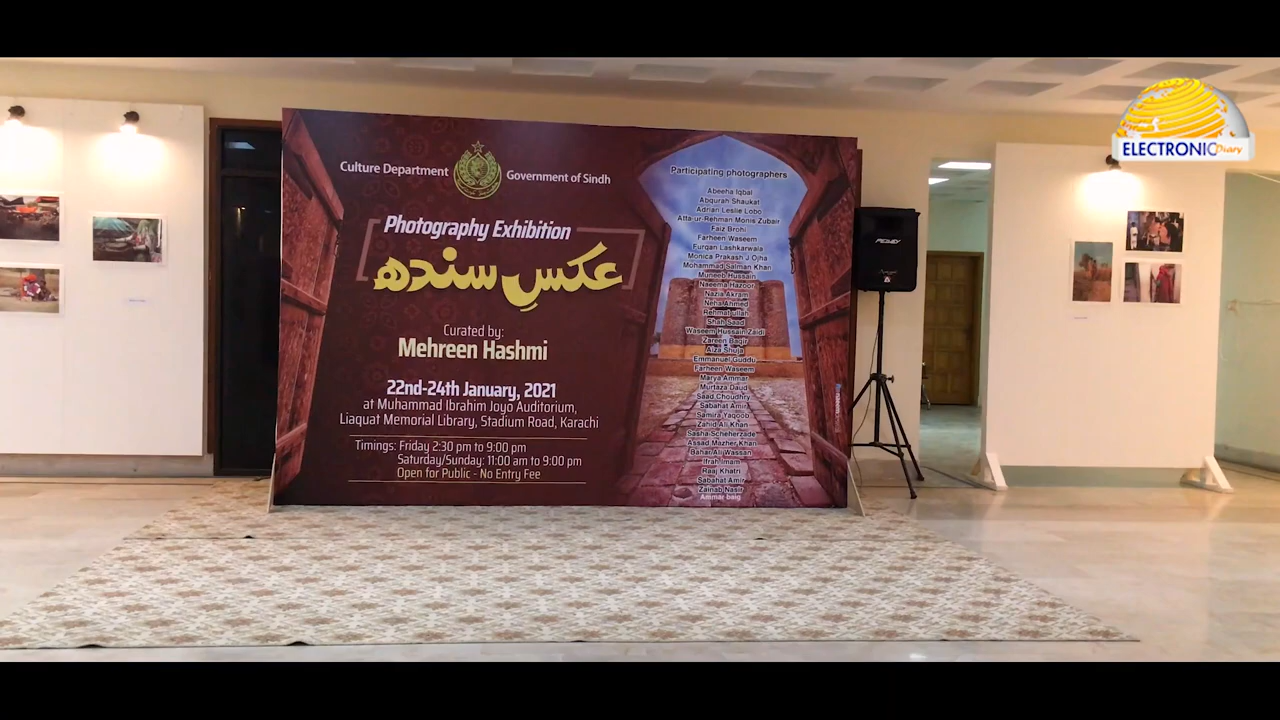 Culture Department Government of Sindh
Photography Exhibition
عکسِ سندھ
Curated by:
Mehreen Hashmi
22nd-24th January, 2021
at Muhammad Ibrahim Joyo Auditorium,
Liaquat Memorial Library, Stadium Road, Karachi
Timings: Friday 2:30 pm to 9:00 pm
Saturday/Sunday: 11:00 am to 9:00 pm
Open for Public - No Entry Fee
Participating photographers
Abeeha Iqbal
Abqurah Shaukat
Adrian Leslie Lobo
Atta-ur-Rehman Monis Zubair
Faiz Brohi
Farheen Waseem
Furqan Lashkarwala
Monica Prakash J Ojha
Mohammad Salman Khan
Muneeb Hussain
Naeema Hazoor
Nazia Akram
Neha Ahmed
Rehmat ullah
Shah Saad
Waseem Hussain Zaidi
Zareen Baqir
Aiza Shuja
Emmanuel Guddu
Farheen Waseem
Marya Ammar
Murtaza Daud
Saad Choudhry
Sabahat Amir
Samira Yaqoob
Zahid Ali Khan
Sasha Scheherzade
Assad Mazher Khan
Bahar Ali Wassan
Ifrah Imam
Raaj Khatri
Sabahat Amir
Zainab Nasir
Ammar baig
PEAVEY
ELECTRONIC Diary